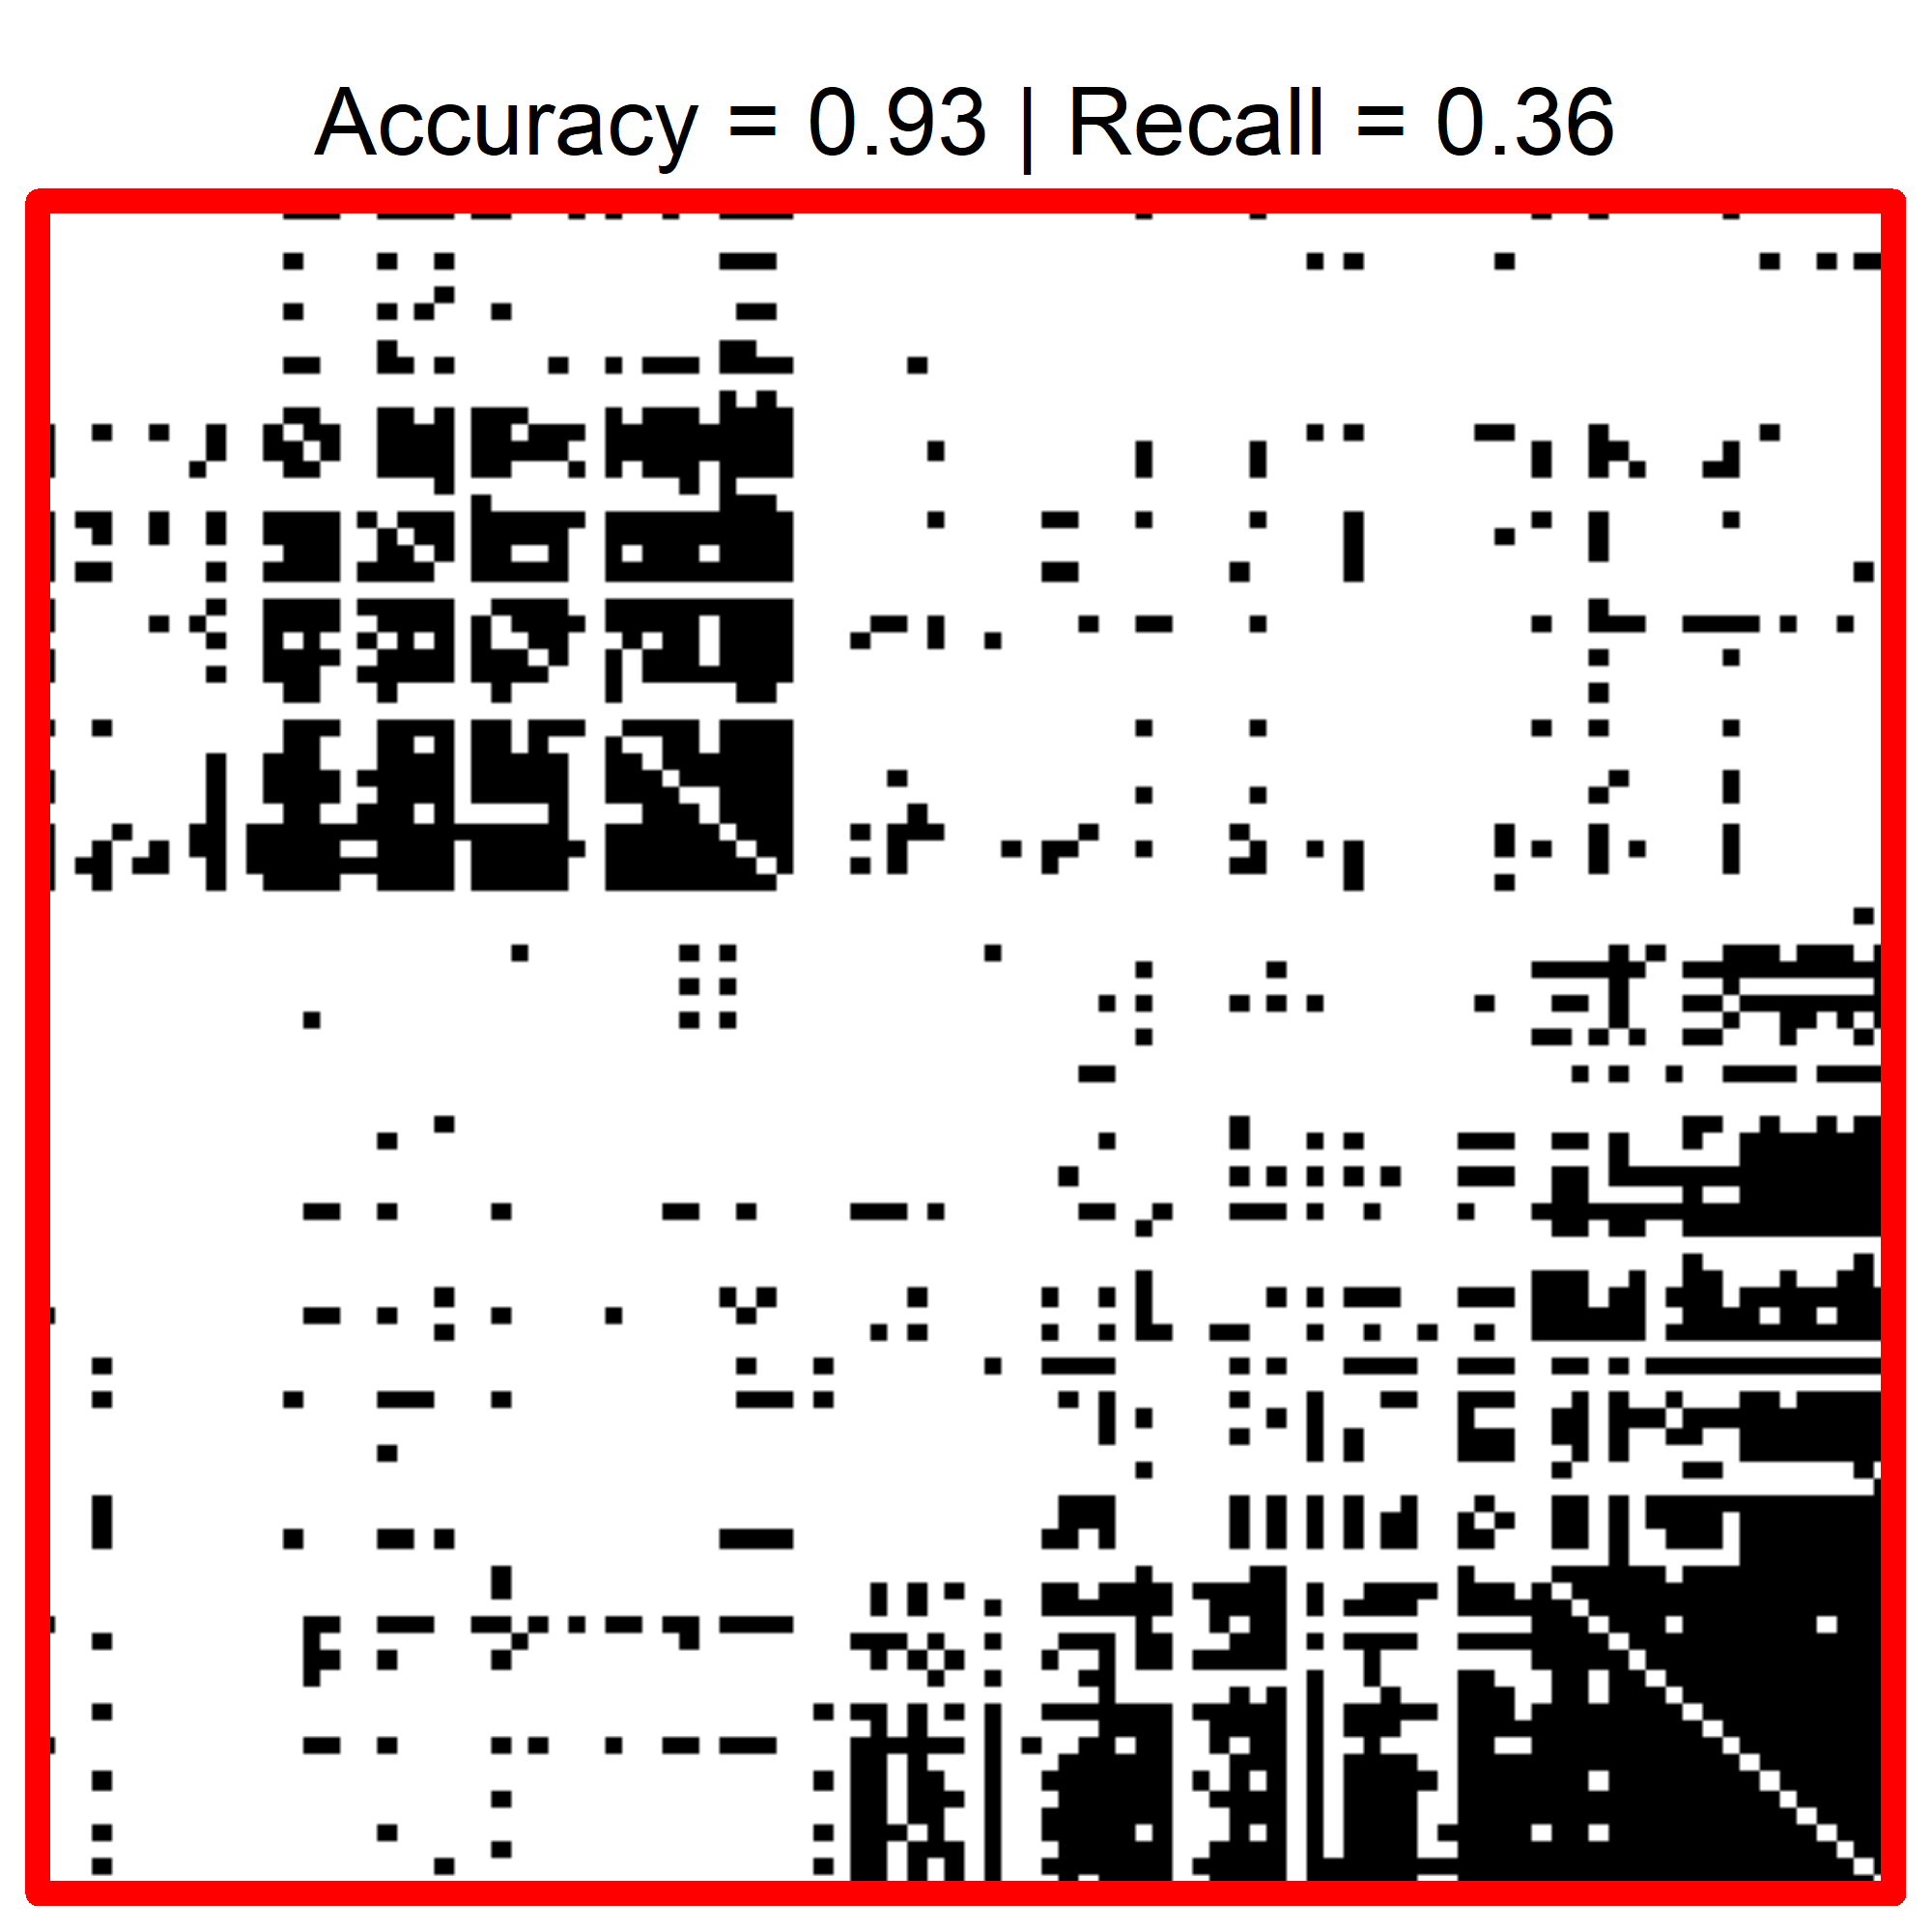 Accuracy = 0.93 | Recall = 0.36